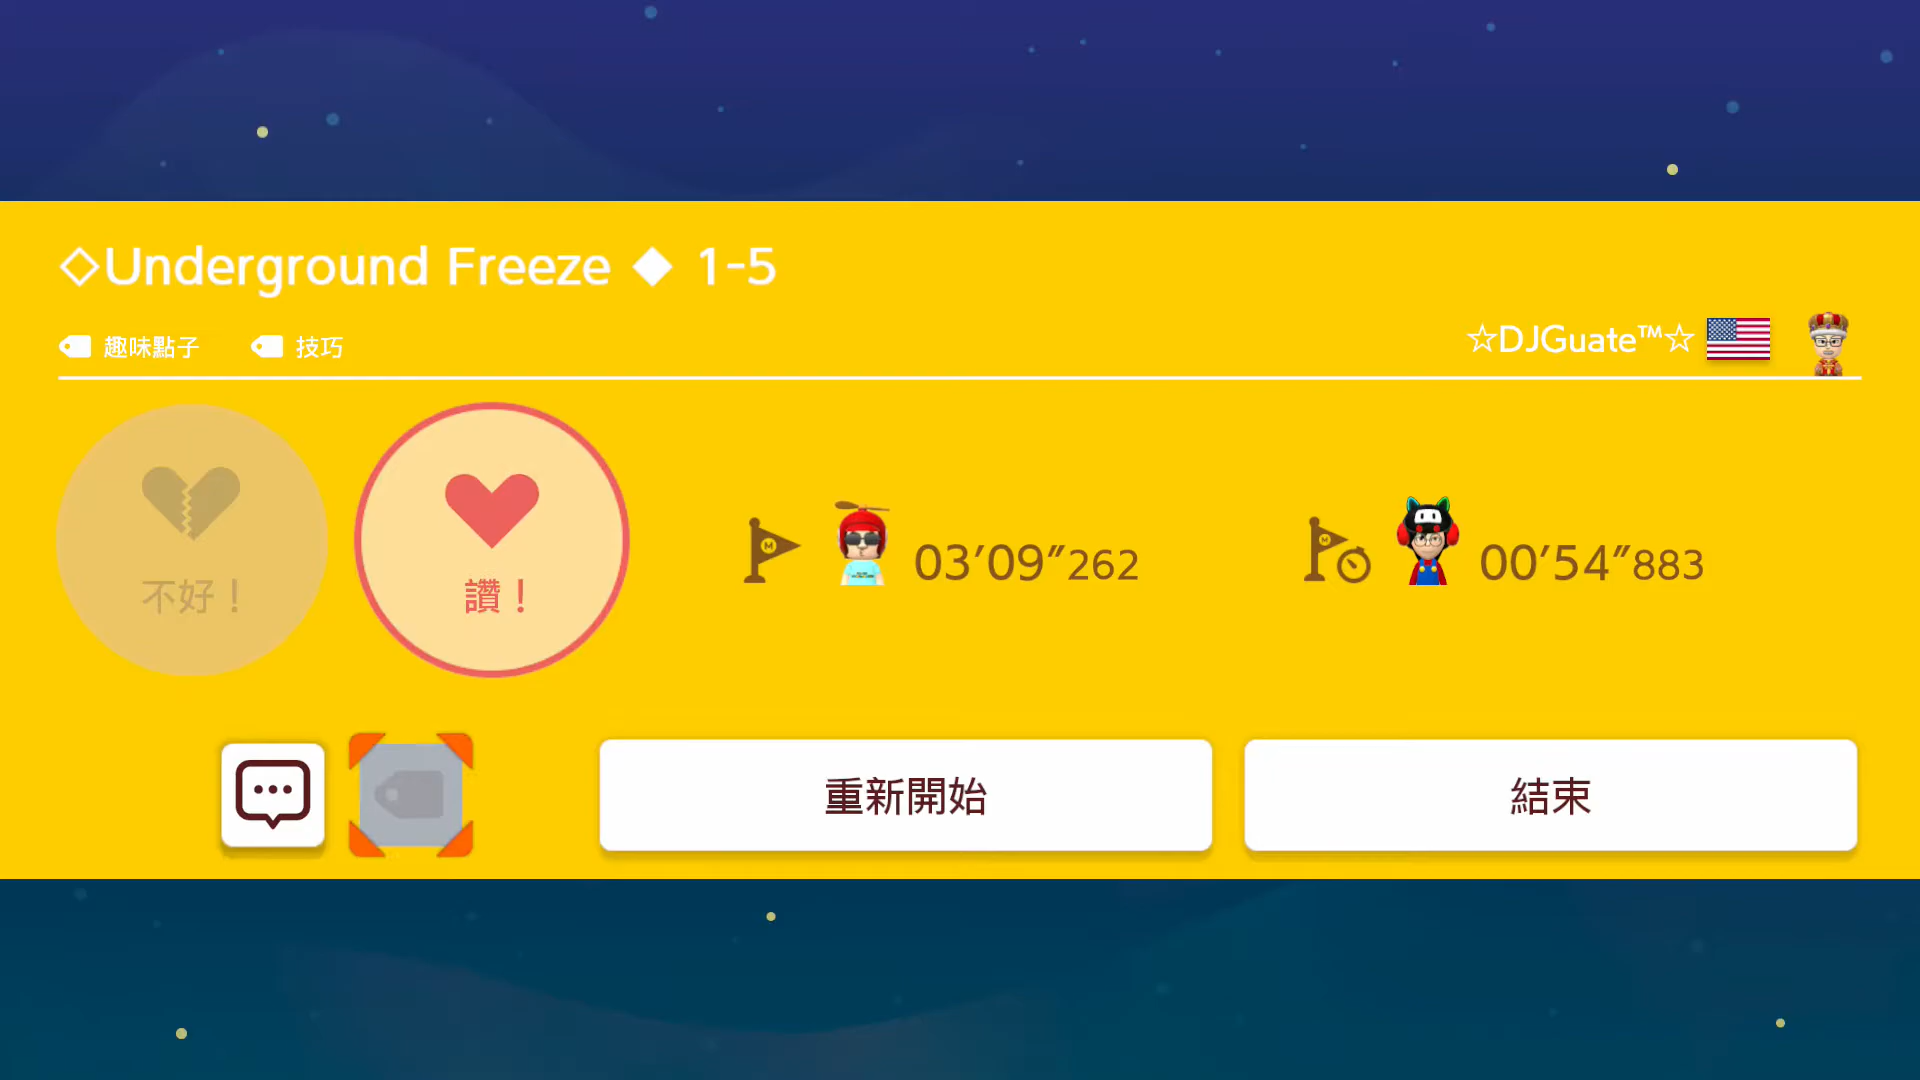 ◇Underground Freeze ◆ 1-5
趣味點子 技巧
☆DJGuate™☆
不好！
讚！
03′09″262
00′54″883
重新開始
結束